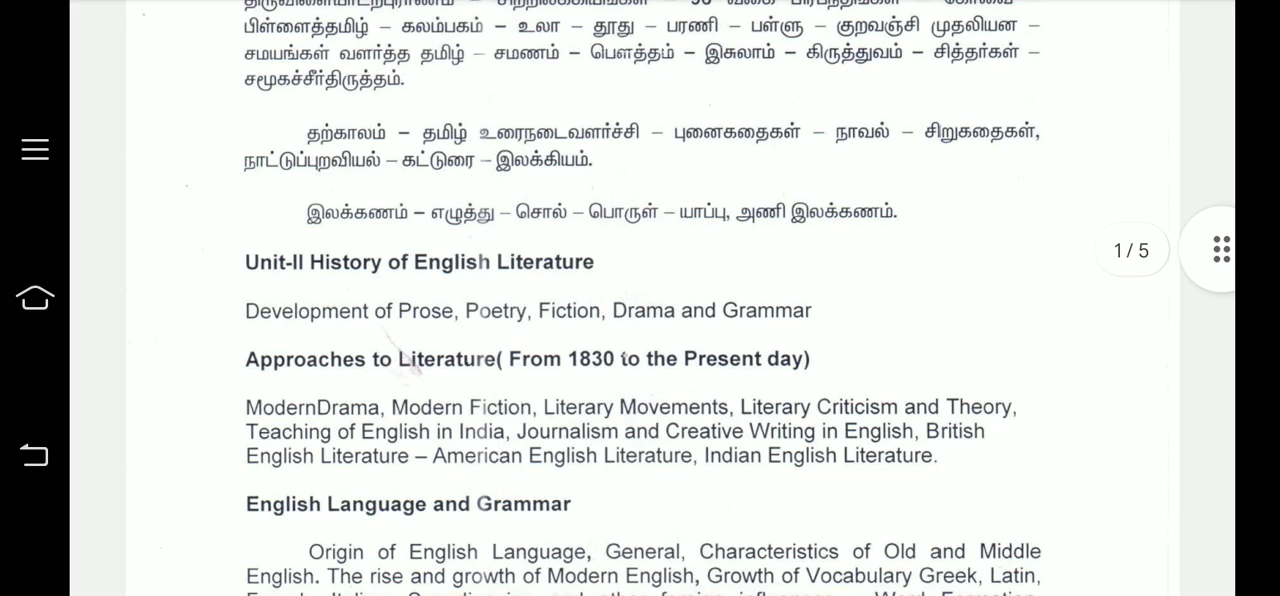 பிள்ளைத்தமிழ் – கலம்பகம் – உலா – தூது – பரணி – பள்ளு – குறவஞ்சி முதலியன –
சமயங்கள் வளர்த்த தமிழ் – சமணம் – பௌத்தம் – இசுலாம் – கிருத்துவம் – சித்தர்கள் –
சமூகச்சீர்திருத்தம்.
தற்காலம் – தமிழ் உரைநடைவளர்ச்சி – புனைகதைகள் – நாவல் – சிறுகதைகள்,
நாட்டுப்புறவியல் – கட்டுரை – இலக்கியம்.
இலக்கணம் – எழுத்து – சொல் – பொருள் – யாப்பு, அணி இலக்கணம்.
Unit-II History of English Literature
1 / 5
Development of Prose, Poetry, Fiction, Drama and Grammar
Approaches to Literature( From 1830 to the Present day)
ModernDrama, Modern Fiction, Literary Movements, Literary Criticism and Theory,
Teaching of English in India, Journalism and Creative Writing in English, British
English Literature – American English Literature, Indian English Literature.
English Language and Grammar
Origin of English Language, General, Characteristics of Old and Middle
English. The rise and growth of Modern English, Growth of Vocabulary Greek, Latin,